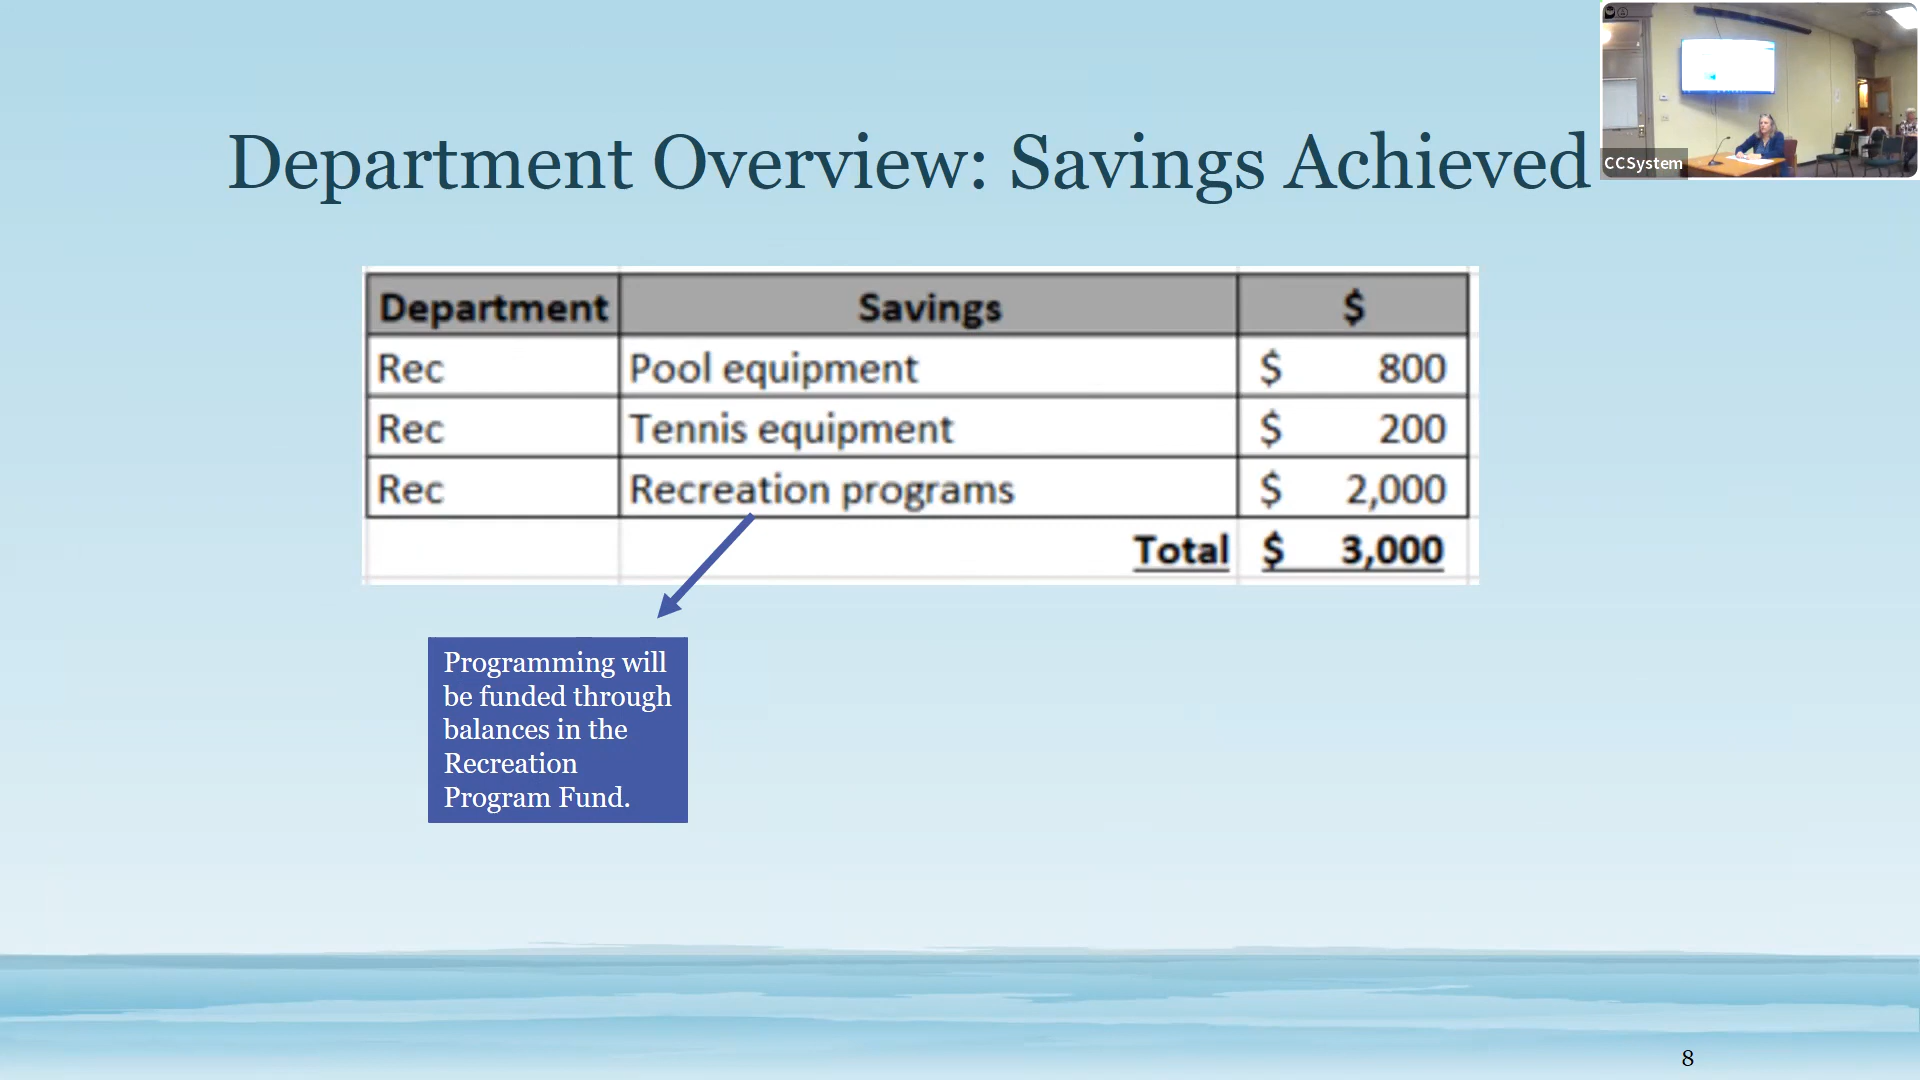 Department Overview: Savings Achieved
CCSystem
Department Savings $
Rec Pool equipment $ 800
Rec Tennis equipment $ 200
Rec Recreation programs $ 2,000
Total $ 3,000
Programming will
be funded through
balances in the
Recreation
Program Fund.
8